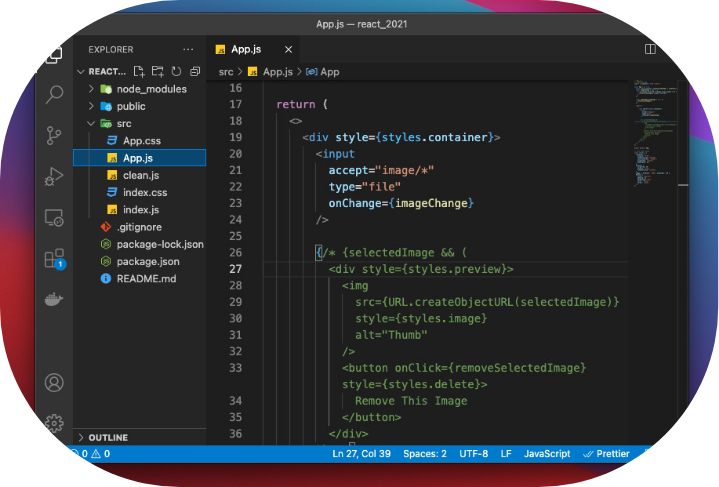 App.js — react_2021
EXPLORER
App.js
REACT...
src > App.js > App
node_modules
public
src
App.css
App.js
clean.js
index.css
index.js
.gitignore
package-lock.json
package.json
README.md
OUTLINE
1
16
17 return (
18 <>
19 <div style={styles.container}>
20 <input
21 accept="image/*"
22 type="file"
23 onChange={imageChange}
24 />
25
26 {/* {selectedImage && (
27 <div style={styles.preview}>
28 <img
29 src={URL.createObjectURL(selectedImage)}
30 style={styles.image}
31 alt="Thumb"
32 />
33 <button onClick={removeSelectedImage}
style={styles.delete}>
34 Remove This Image
35 </button>
36 </div>
0 0 Ln 27, Col 39 Spaces: 2 UTF-8 LF JavaScript Prettier